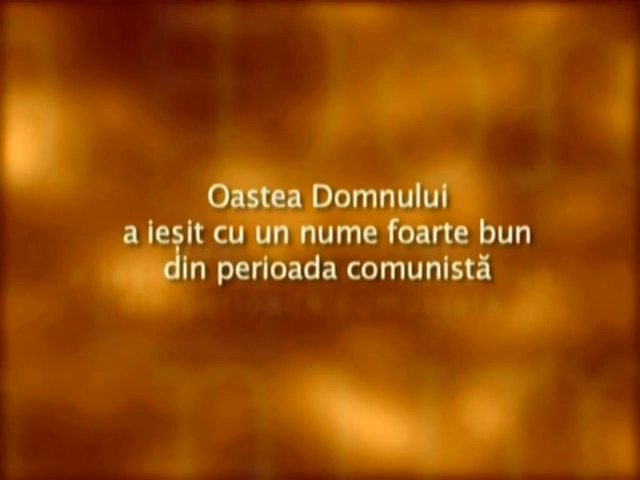 Oastea Domnului
a ieșit cu un nume foarte bun
din perioada comunistă